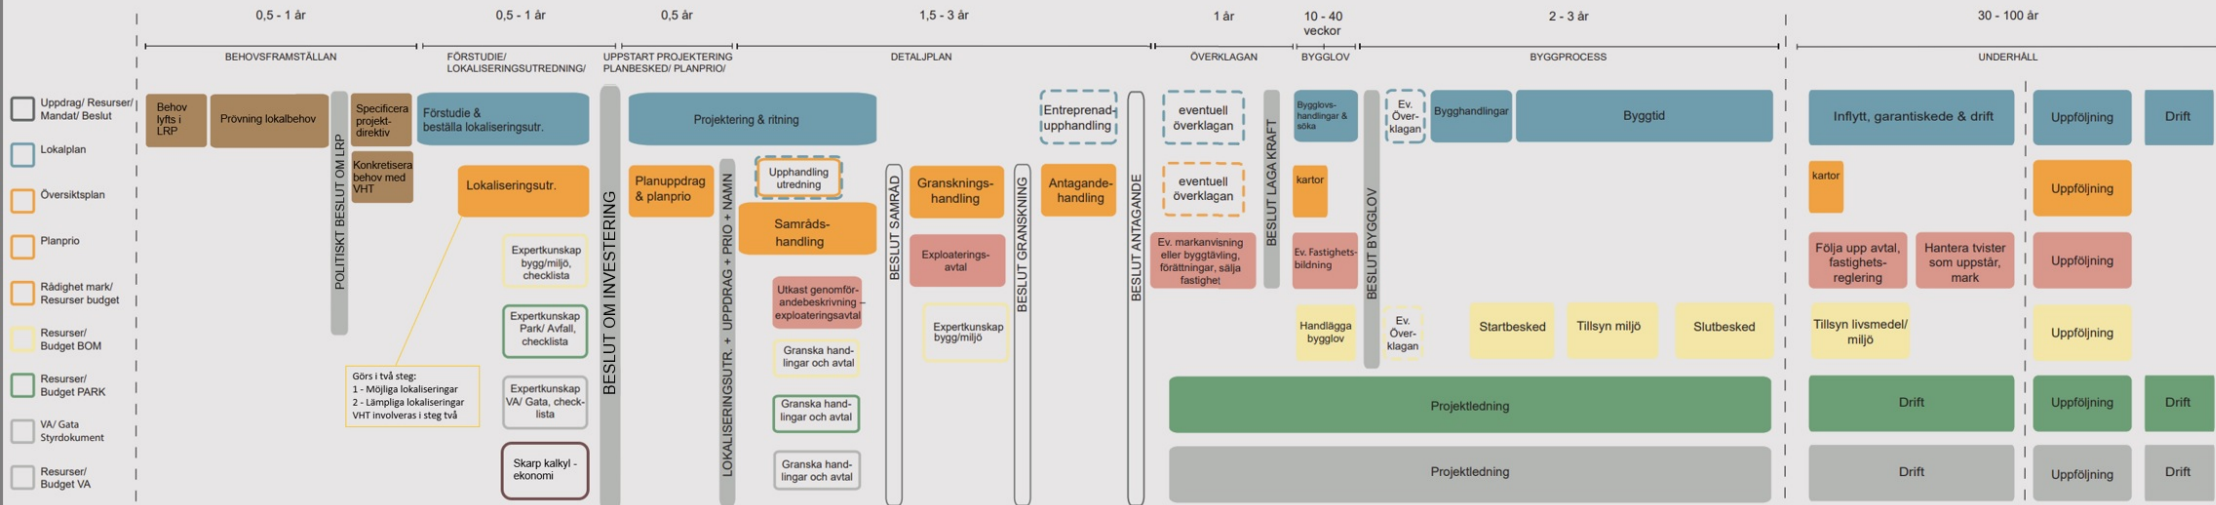 0,5 - 1 år
0,5 - 1 år
0,5 år
1,5 - 3 år
1 år
10 - 40
veckor
2 - 3 år
30 - 100 år
BEHOVSFRAMSTÄLLAN
FÖRSTUDIE/
LOKALISERINGSUTREDNING/
UPPSTART PROJEKTERING
PLANBESKED/ PLANPRIO/
DETALJPLAN
ÖVERKLAGAN
BYGGLOV
BYGGPROCESS
UNDERHÅLL
Uppdrag/ Resurser/
Mandat/ Beslut
Lokalplan
Översiktsplan
Planprio
Rådighet mark/
Resurser budget
Resurser/
Budget BOM
Resurser/
Budget PARK
VA/ Gata
Styrdokument
Resurser/
Budget VA
Behov
lyfts i
LRP
Prövning lokalbehov
POLITISKT BESLUT OM LRP
Specificera
projekt-
direktiv
Konkretisera
behov med
VHT
Förstudie &
beställa lokaliseringsutr.
Lokaliseringsutr.
Expertkunskap
bygg/miljö,
checklista
Expertkunskap
Park/ Avfall,
checklista
Expertkunskap
VA/ Gata, check-
lista
Skarp kalkyl -
ekonomi
Görs i två steg:
1 - Möjliga lokaliseringar
2 - Lämpliga lokaliseringar
VHT involveras i steg två
BESLUT OM INVESTERING
Projektering & ritning
Planuppdrag
& planprio
LOKALISERINGSUTR. + UPPDRAG + PRIO + NAMN
Upphandling
utredning
Samråds-
handling
Utkast genomför-
andebeskrivning –
exploateringsavtal
Granska hand-
lingar och avtal
Granska hand-
lingar och avtal
Granska hand-
lingar och avtal
BESLUT SAMRÅD
Gransknings-
handling
Exploaterings-
avtal
Expertkunskap
bygg/miljö
BESLUT GRANSKNING
Entreprenad-
upphandling
Antagande-
handling
BESLUT ANTAGANDE
eventuell
överklagan
eventuell
överklagan
Ev. markanvisning
eller byggtävling,
förättningar, sälja
fastighet
BESLUT LAGA KRAFT
Bygglovs-
handlingar &
söka
kartor
Ev. Fastighets-
bildning
Handlägga
bygglov
BESLUT BYGGLOV
Ev.
Över-
klagan
Ev.
Över-
klagan
Bygghandlingar
Byggtid
Startbesked
Tillsyn miljö
Slutbesked
Projektledning
Projektledning
Inflytt, garantiskede & drift
kartor
Följa upp avtal,
fastighets-
reglering
Hantera tvister
som uppstår,
mark
Tillsyn livsmedel/
miljö
Drift
Drift
Uppföljning
Uppföljning
Uppföljning
Uppföljning
Uppföljning
Uppföljning
Drift
Drift
Drift